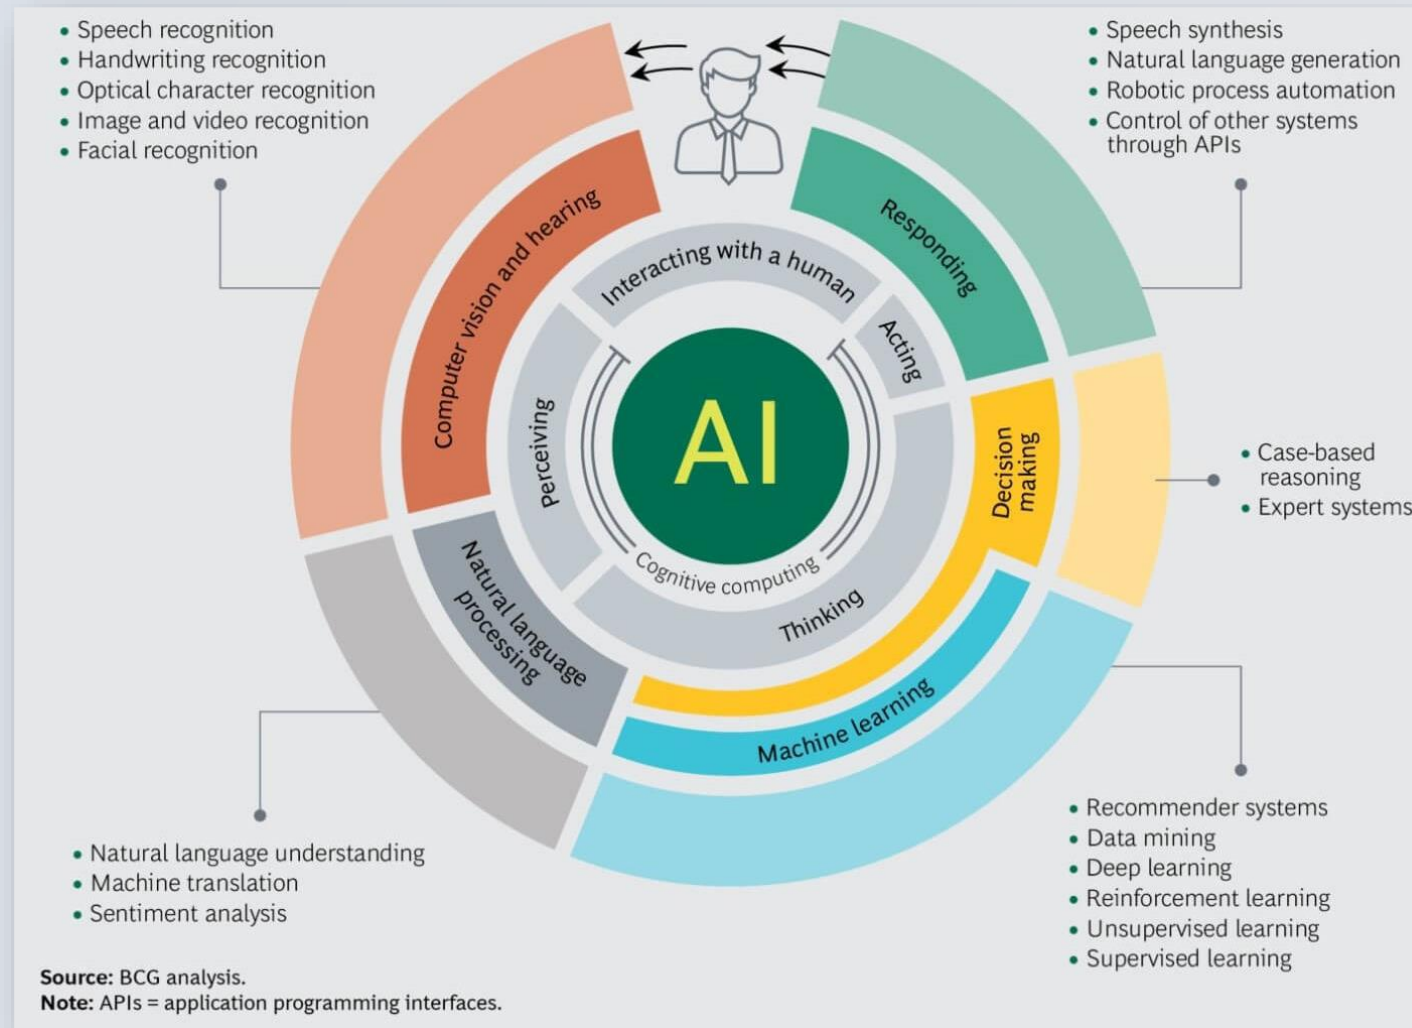 • Speech recognition
• Handwriting recognition
• Optical character recognition
• Image and video recognition
• Facial recognition
• Speech synthesis
• Natural language generation
• Robotic process automation
• Control of other systems
through APIs
Computer vision and hearing
Interacting with a human
Responding
Perceiving
Acting
AI
Cognitive computing
Thinking
Decision
making
• Case-based
reasoning
• Expert systems
Natural language
processing
Machine learning
• Natural language understanding
• Machine translation
• Sentiment analysis
• Recommender systems
• Data mining
• Deep learning
• Reinforcement learning
• Unsupervised learning
• Supervised learning
Source: BCG analysis.
Note: APIs = application programming interfaces.